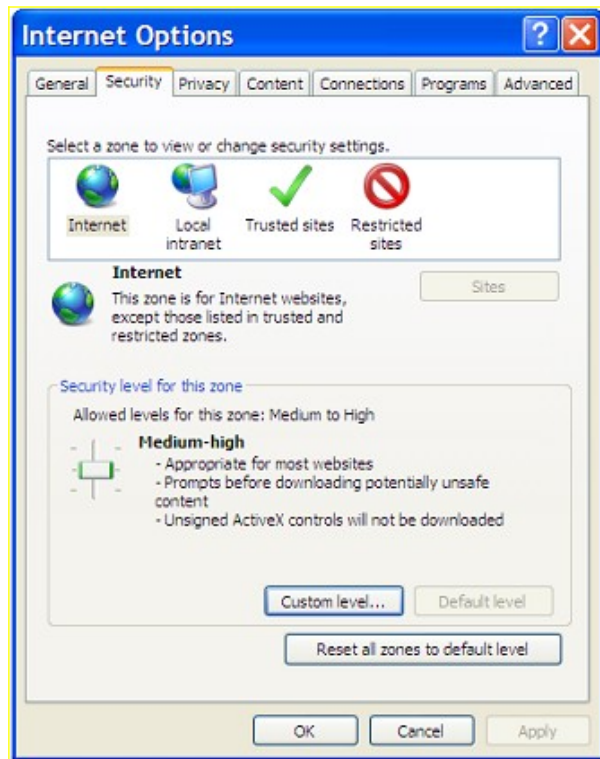 Internet Options
?
General Security Privacy Content Connections Programs Advanced
Select a zone to view or change security settings.
Internet Local intranet Trusted sites Restricted sites
Internet
Sites
This zone is for Internet websites,
except those listed in trusted and
restricted zones.
Security level for this zone
Allowed levels for this zone: Medium to High
Medium-high
- Appropriate for most websites
- Prompts before downloading potentially unsafe
content
- Unsigned ActiveX controls will not be downloaded
Custom level... Default level
Reset all zones to default level
OK Cancel Apply